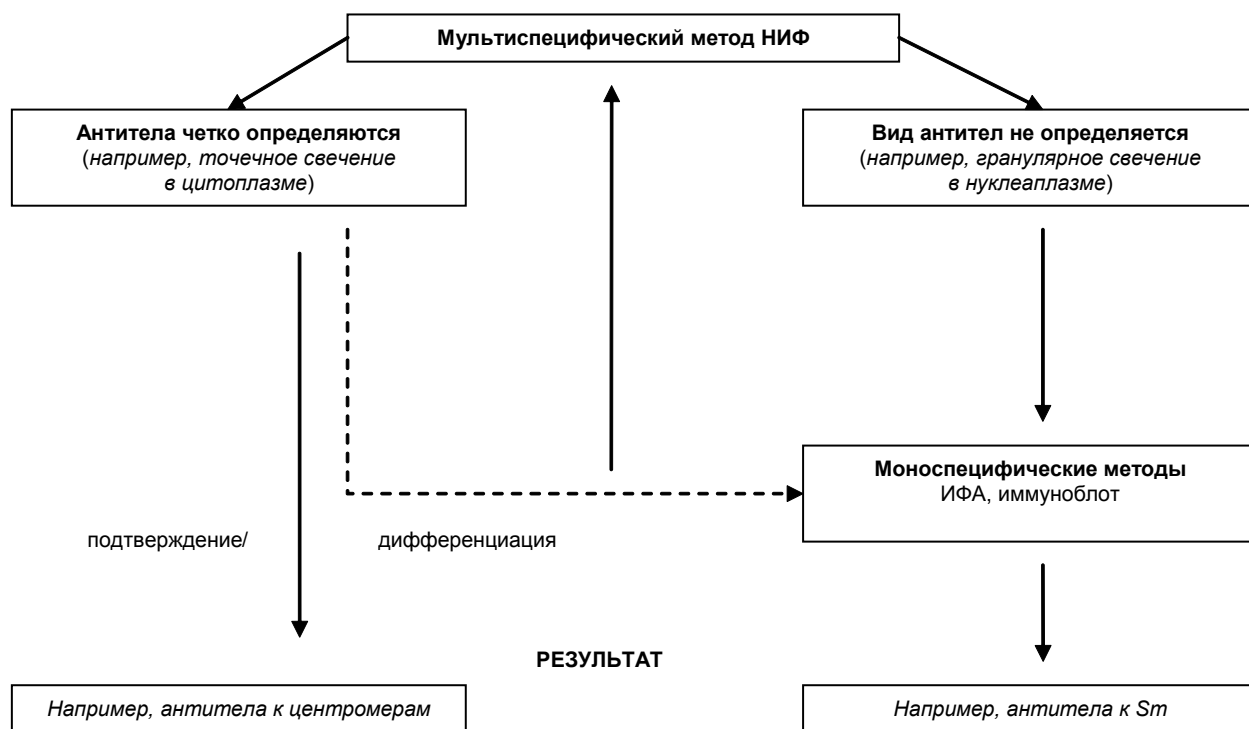 Мультиспецифический метод НИФ
Антитела четко определяются
(например, точечное свечение
в цитоплазме)
Вид антител не определяется
(например, гранулярное свечение
в нуклеаплазме)
Моноспецифические методы
ИФА, иммуноблот
подтверждение/
дифференциация
РЕЗУЛЬТАТ
Например, антитела к центромерам
Например, антитела к Sm